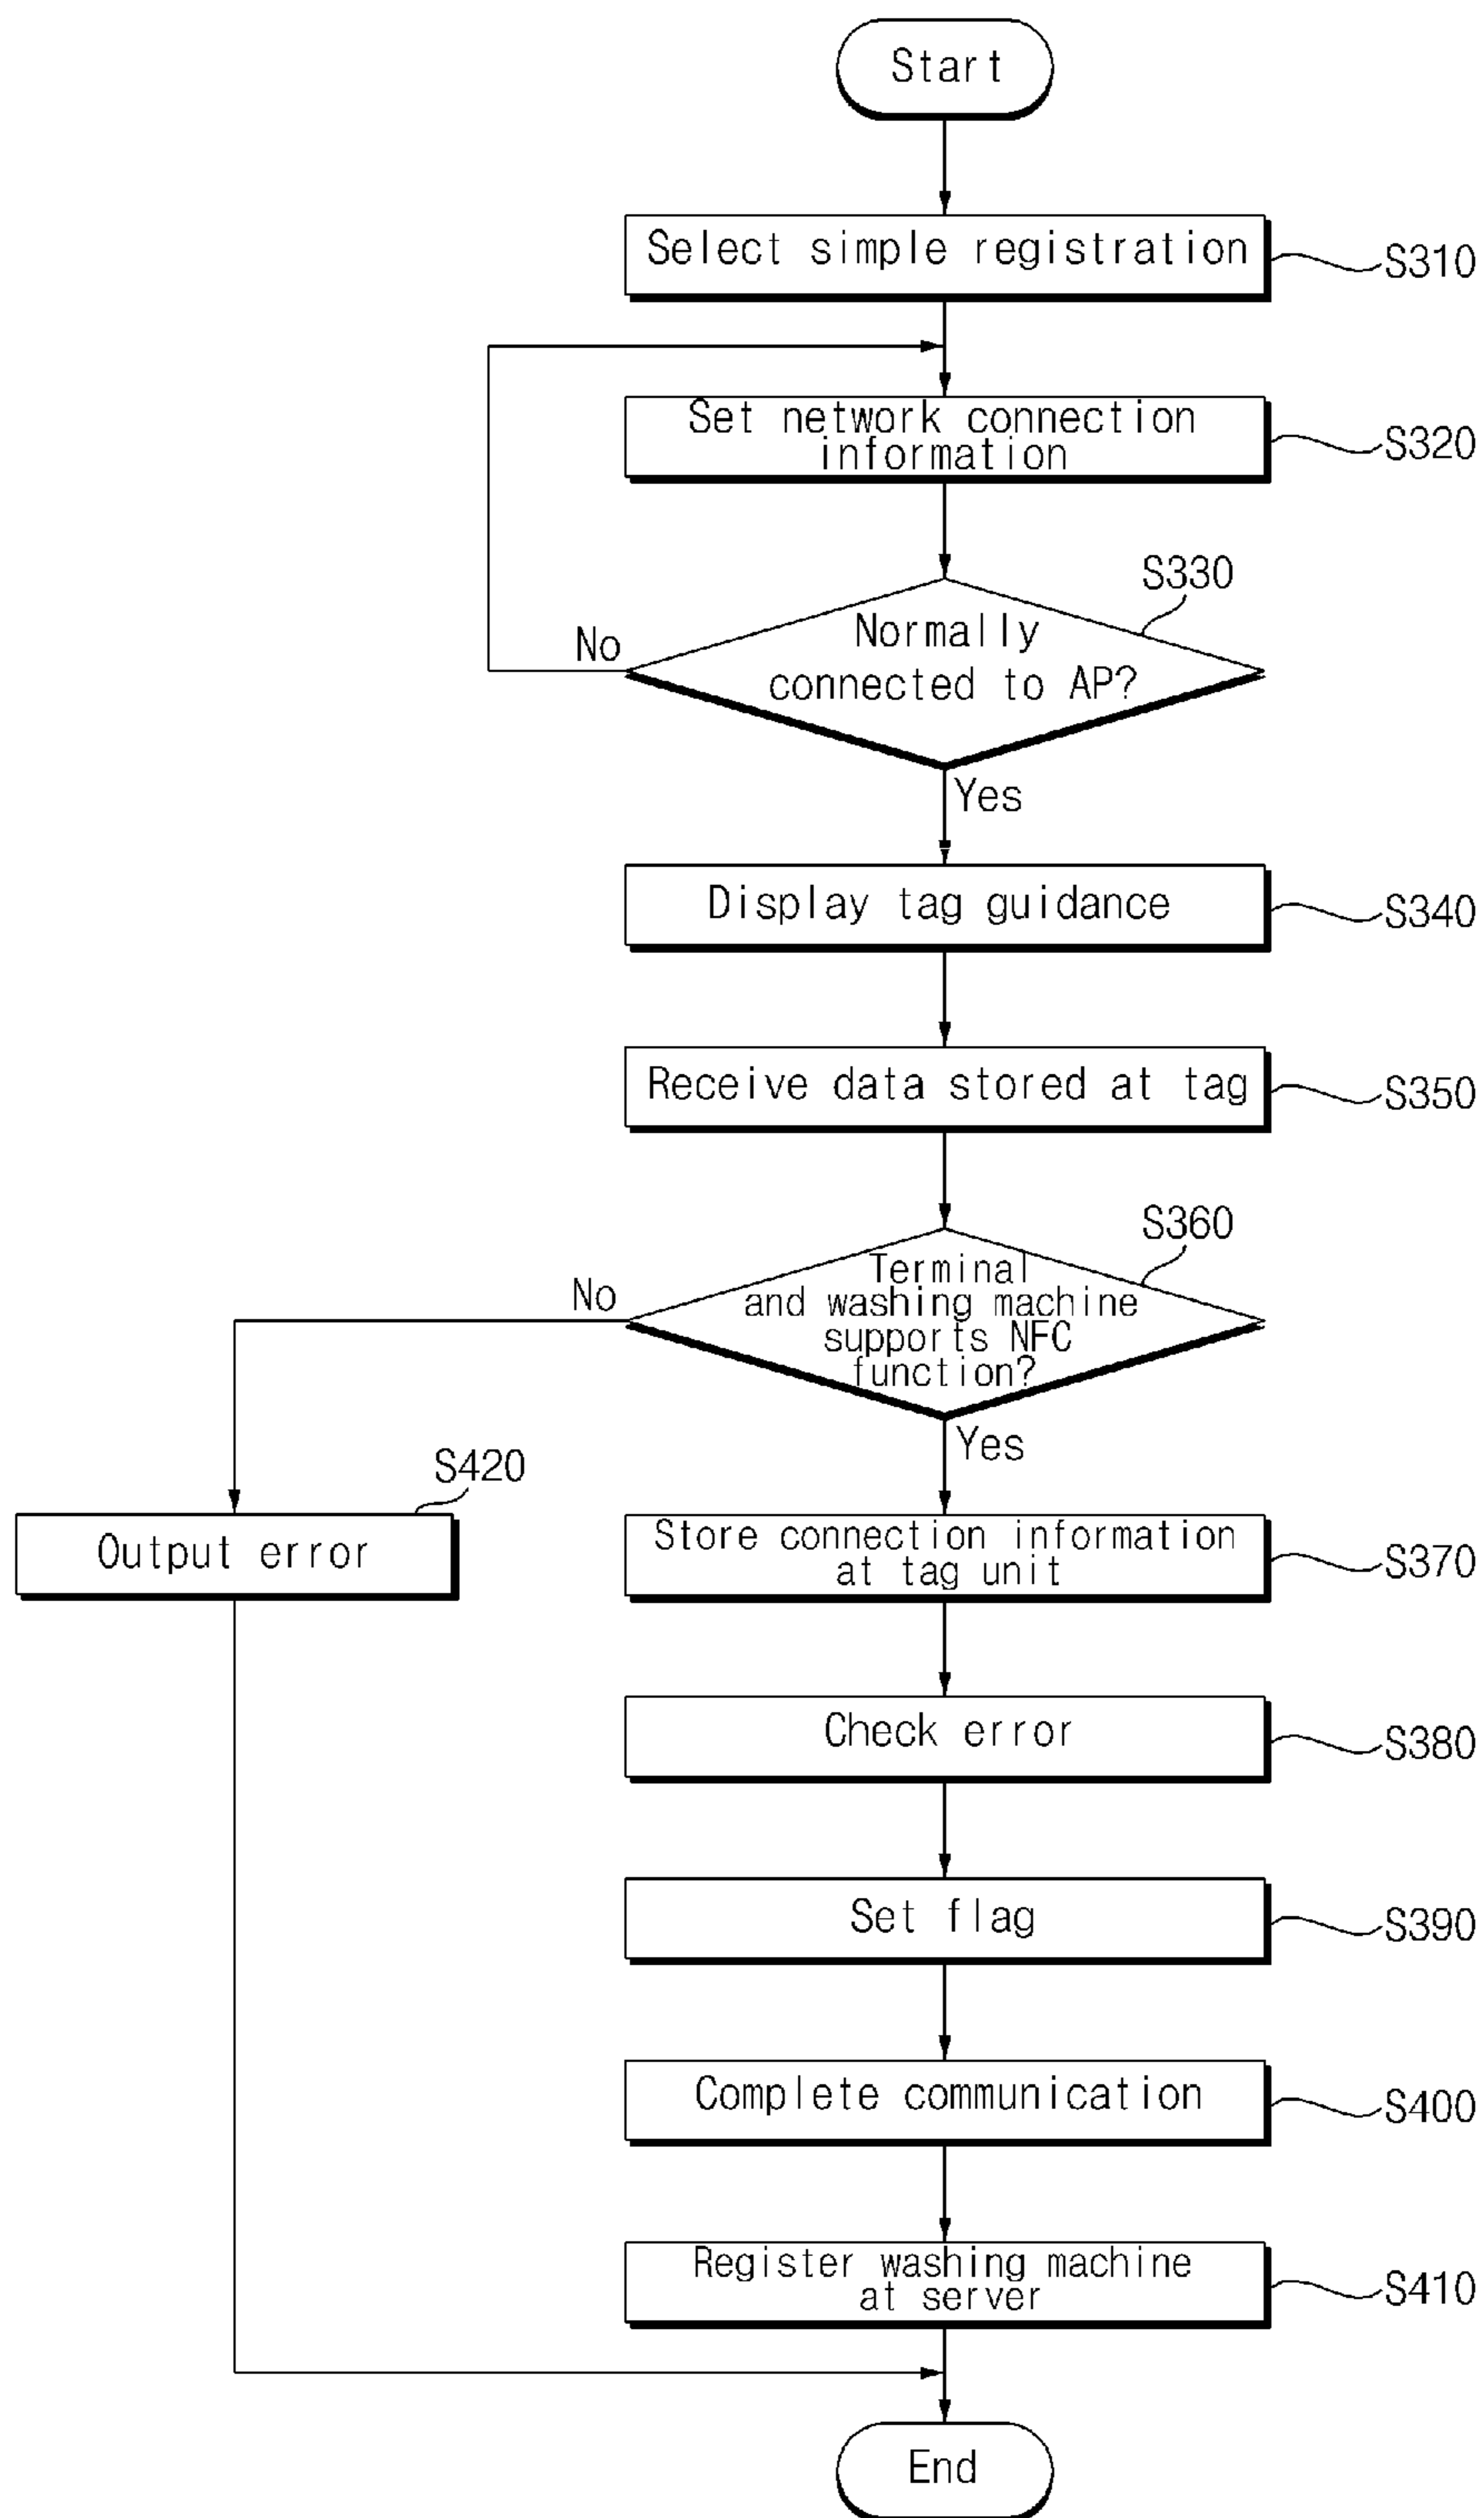 Start
Select simple registration
S310
Set network connection
information
S320
S330
Normally
connected to AP?
No
Yes
Display tag guidance
S340
Receive data stored at tag
S350
S360
Terminal
and washing machine
supports NFC
function?
No
Yes
S420
Output error
Store connection information
at tag unit
S370
Check error
S380
Set flag
S390
Complete communication
S400
Register washing machine
at server
S410
End